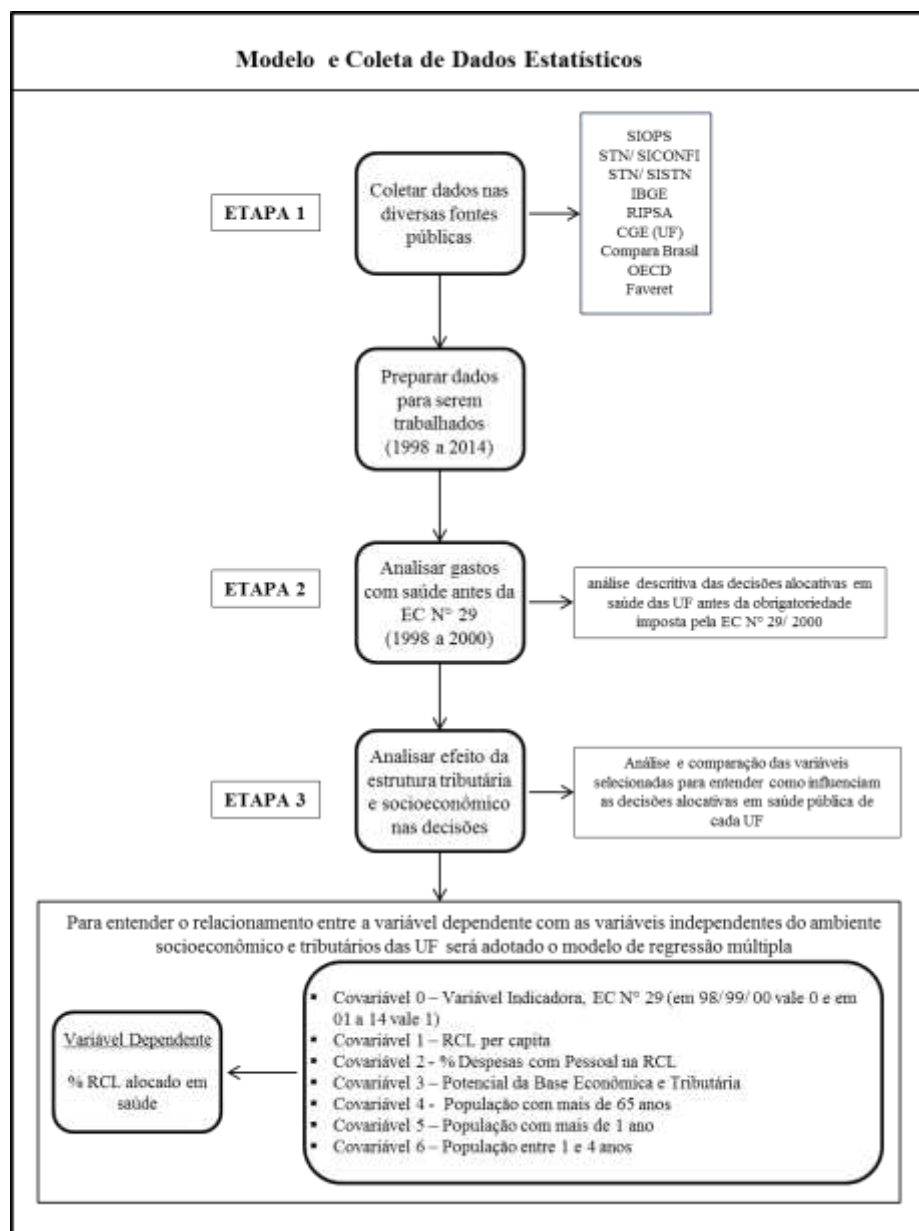 Modelo e Coleta de Dados Estatísticos
ETAPA 1
Coletar dados nas
diversas fontes
públicas
SIOPS
STN/ SICONFI
STN/ SISTN
IBGE
RIPSA
CGE (UF)
Compara Brasil
OECD
Faveret
Preparar dados
para serem
trabalhados
(1998 a 2014)
ETAPA 2
Analisar gastos
com saúde antes da
EC N° 29
(1998 a 2000)
análise descritiva das decisões alocativas em
saúde das UF antes da obrigatoriedade
imposta pela EC N° 29/ 2000
ETAPA 3
Analisar efeito da
estrutura tributária
e socioeconômico
nas decisões
Análise e comparação das variáveis
selecionadas para entender como influenciam
as decisões alocativas em saúde pública de
cada UF
Para entender o relacionamento entre a variável dependente com as variáveis independentes do ambiente
socioeconômico e tributários das UF será adotado o modelo de regressão múltipla
Variável Dependente
% RCL alocado em
saúde
▪ Covariável 0 – Variável Indicadora, EC N° 29 (em 98/ 99/ 00 vale 0 e em
01 a 14 vale 1)
▪ Covariável 1 – RCL per capita
▪ Covariável 2 - % Despesas com Pessoal na RCL
▪ Covariável 3 – Potencial da Base Econômica e Tributária
▪ Covariável 4 - População com mais de 65 anos
▪ Covariável 5 – População com mais de 1 ano
▪ Covariável 6 – População entre 1 e 4 anos